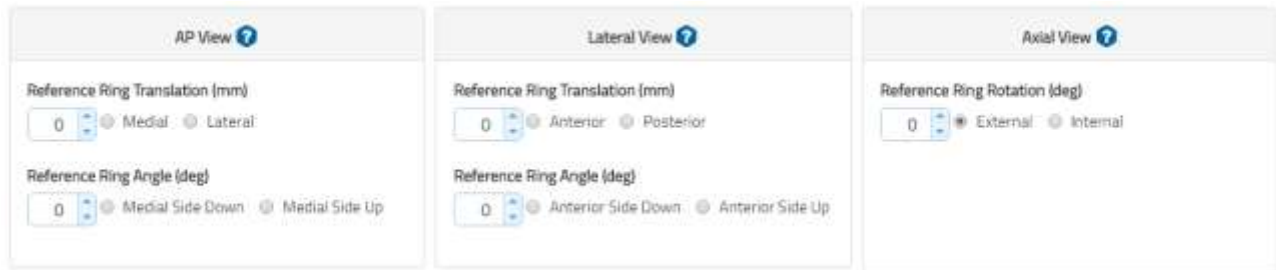 AP View ?
Reference Ring Translation (mm)
0 Medial Lateral
Reference Ring Angle (deg)
0 Medial Side Down Medial Side Up
Lateral View ?
Reference Ring Translation (mm)
0 Anterior Posterior
Reference Ring Angle (deg)
0 Anterior Side Down Anterior Side Up
Axial View ?
Reference Ring Rotation (deg)
0 External Internal